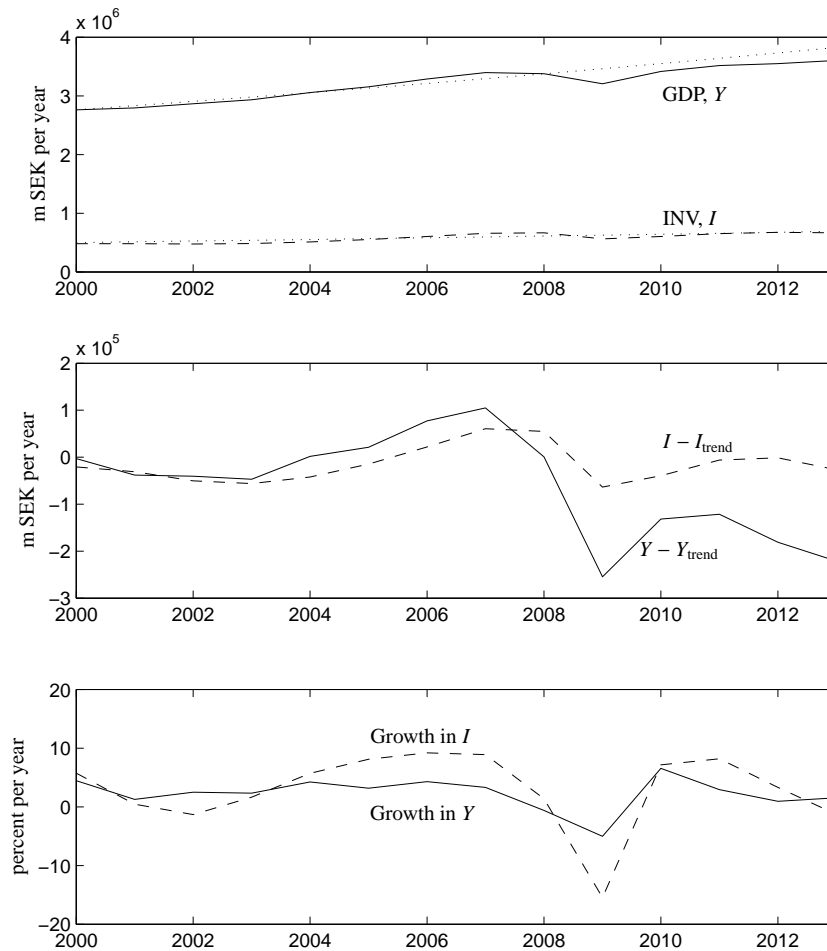 x 10^6
4
3
2
1
0
m SEK per year
GDP, Y
INV, I
2000 2002 2004 2006 2008 2010 2012
x 10^5
2
1
0
−1
−2
−3
m SEK per year
I − I_trend
Y − Y_trend
2000 2002 2004 2006 2008 2010 2012
20
10
0
−10
−20
percent per year
Growth in I
Growth in Y
2000 2002 2004 2006 2008 2010 2012